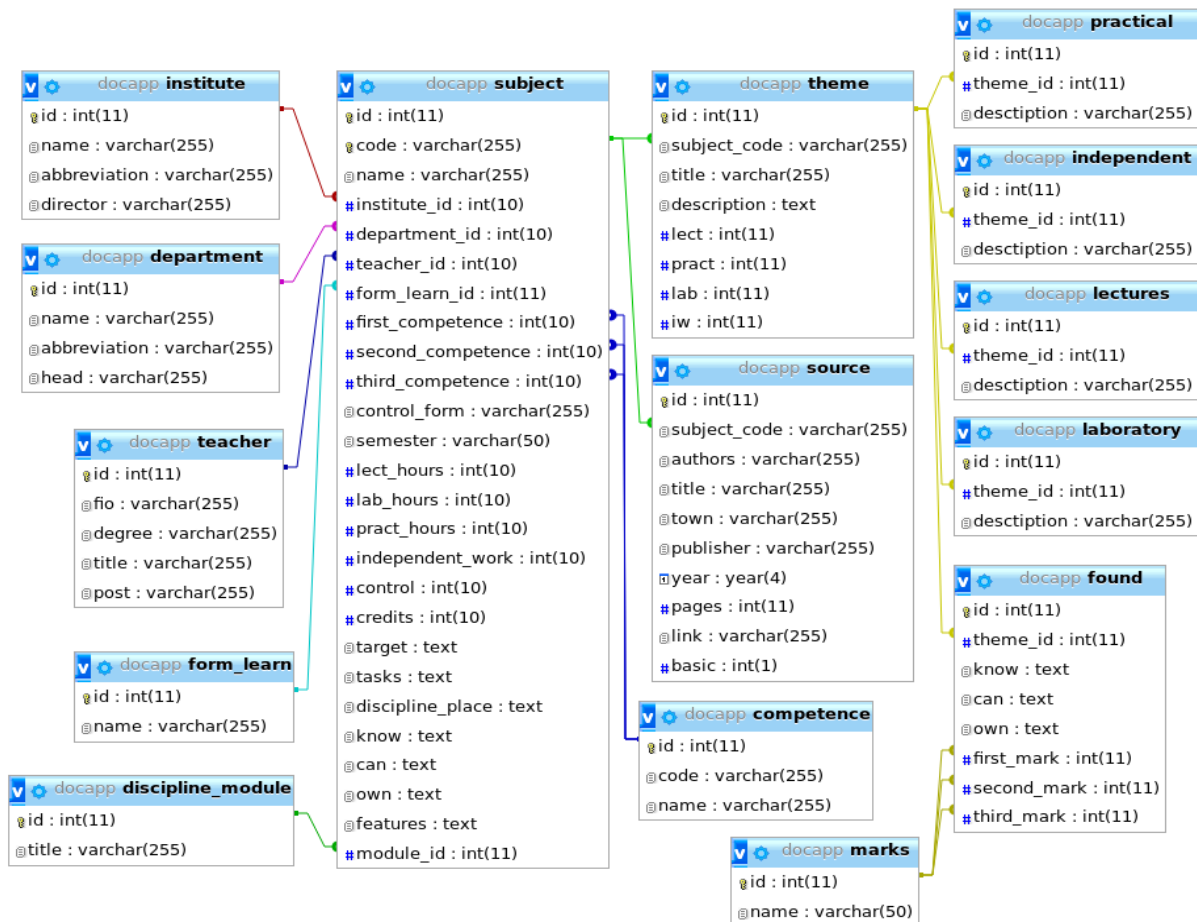 docapp institute
id : int(11)
name : varchar(255)
abbreviation : varchar(255)
director : varchar(255)
docapp department
id : int(11)
name : varchar(255)
abbreviation : varchar(255)
head : varchar(255)
docapp teacher
id : int(11)
fio : varchar(255)
degree : varchar(255)
title : varchar(255)
post : varchar(255)
docapp form_learn
id : int(11)
name : varchar(255)
docapp discipline_module
id : int(11)
title : varchar(255)
docapp subject
id : int(11)
code : varchar(255)
name : varchar(255)
#institute_id : int(10)
#department_id : int(10)
#teacher_id : int(10)
#form_learn_id : int(11)
#first_competence : int(10)
#second_competence : int(10)
#third_competence : int(10)
control_form : varchar(255)
semester : varchar(50)
#lect_hours : int(10)
#lab_hours : int(10)
#pract_hours : int(10)
#independent_work : int(10)
#control : int(10)
#credits : int(10)
target : text
tasks : text
discipline_place : text
know : text
can : text
own : text
features : text
#module_id : int(11)
docapp theme
id : int(11)
subject_code : varchar(255)
title : varchar(255)
description : text
#lect : int(11)
#pract : int(11)
#lab : int(11)
#iw : int(11)
docapp source
id : int(11)
subject_code : varchar(255)
authors : varchar(255)
title : varchar(255)
town : varchar(255)
publisher : varchar(255)
year : year(4)
#pages : int(11)
link : varchar(255)
#basic : int(1)
docapp competence
id : int(11)
code : varchar(255)
name : varchar(255)
docapp marks
id : int(11)
name : varchar(50)
docapp practical
id : int(11)
#theme_id : int(11)
desctiption : varchar(255)
docapp independent
id : int(11)
#theme_id : int(11)
desctiption : varchar(255)
docapp lectures
id : int(11)
#theme_id : int(11)
desctiption : varchar(255)
docapp laboratory
id : int(11)
#theme_id : int(11)
desctiption : varchar(255)
docapp found
id : int(11)
#theme_id : int(11)
know : text
can : text
own : text
#first_mark : int(11)
#second_mark : int(11)
#third_mark : int(11)